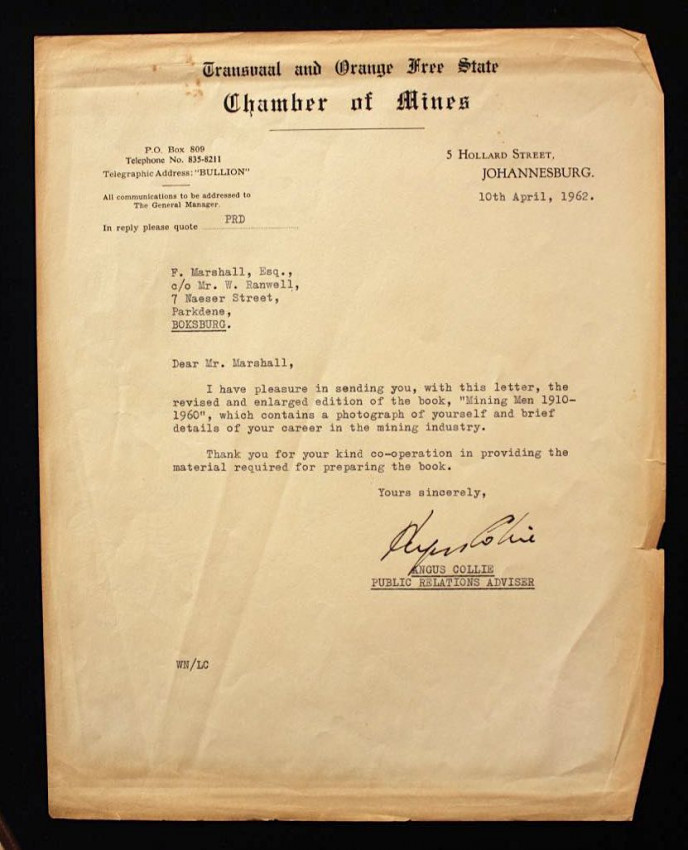 Transvaal and Orange Free State
Chamber of Mines
P.O. Box 809
Telephone No. 835-8211
Telegraphic Address: "BULLION"
All communications to be addressed to
The General Manager.
In reply please quote PRD
5 Hollard Street,
JOHANNESBURG.
10th April, 1962.
F. Marshall, Esq.,
c/o Mr. W. Ranwell,
7 Naeser Street,
Parkdene,
BOKSBURG.
Dear Mr. Marshall,
I have pleasure in sending you, with this letter, the
revised and enlarged edition of the book, "Mining Men 1910-
1960", which contains a photograph of yourself and brief
details of your career in the mining industry.
Thank you for your kind co-operation in providing the
material required for preparing the book.
Yours sincerely,
Angus Collie
ANGUS COLLIE
PUBLIC RELATIONS ADVISER
WN/LC